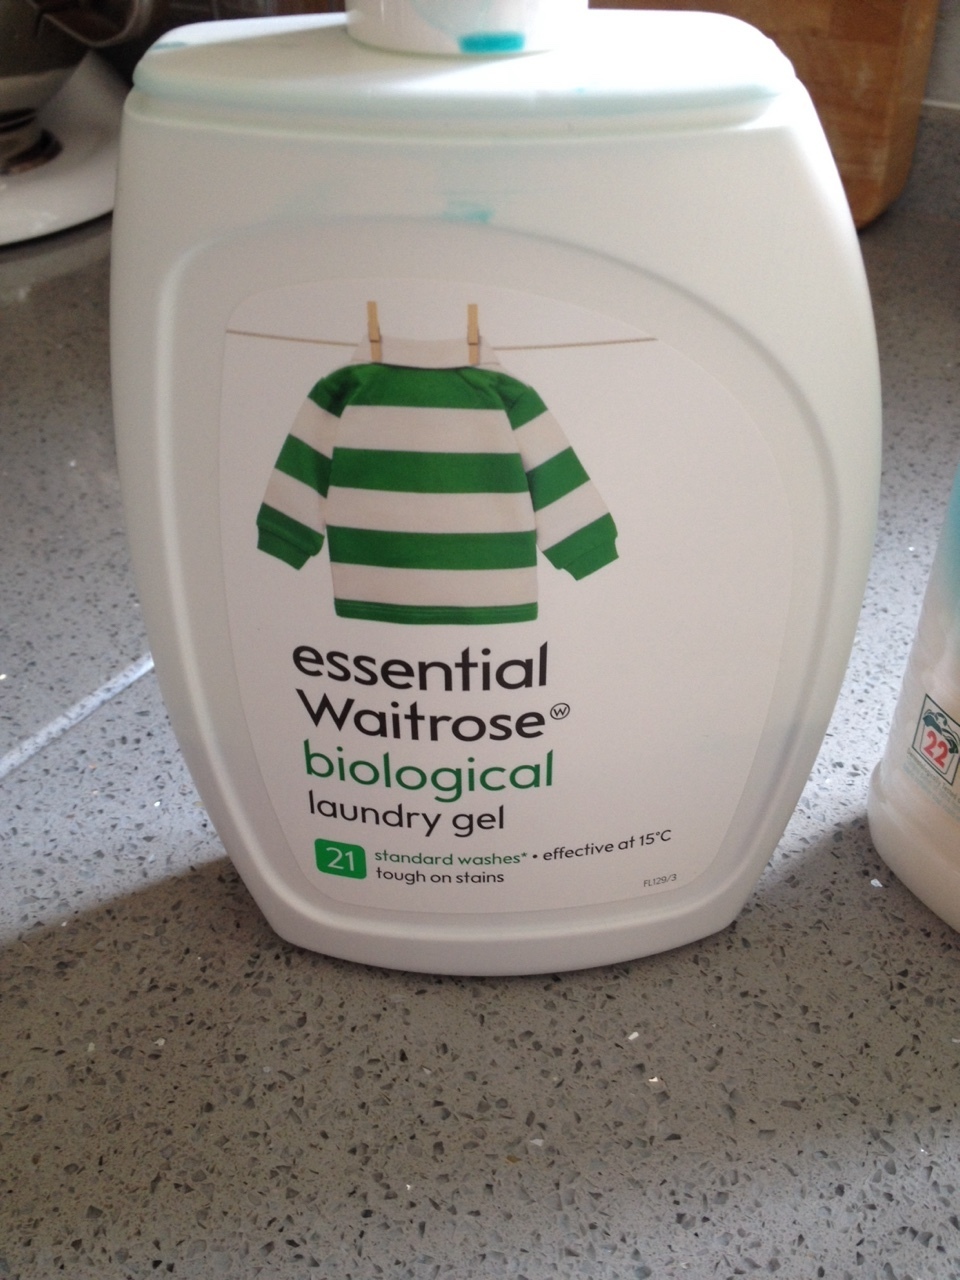 essential
Waitrose Ⓦ
biological
laundry gel
21 standard washes* • effective at 15°C
tough on stains
FL129/3
22